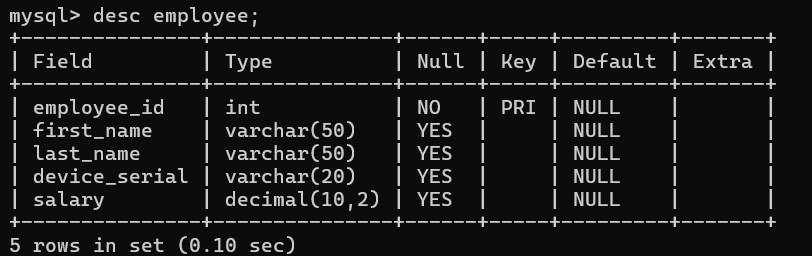 mysql> desc employee;
+---------------+---------------+------+-----+---------+-------+
| Field         | Type          | Null | Key | Default | Extra |
+---------------+---------------+------+-----+---------+-------+
| employee_id   | int           | NO   | PRI | NULL    |       |
| first_name    | varchar(50)   | YES  |     | NULL    |       |
| last_name     | varchar(50)   | YES  |     | NULL    |       |
| device_serial | varchar(20)   | YES  |     | NULL    |       |
| salary        | decimal(10,2) | YES  |     | NULL    |       |
+---------------+---------------+------+-----+---------+-------+
5 rows in set (0.10 sec)